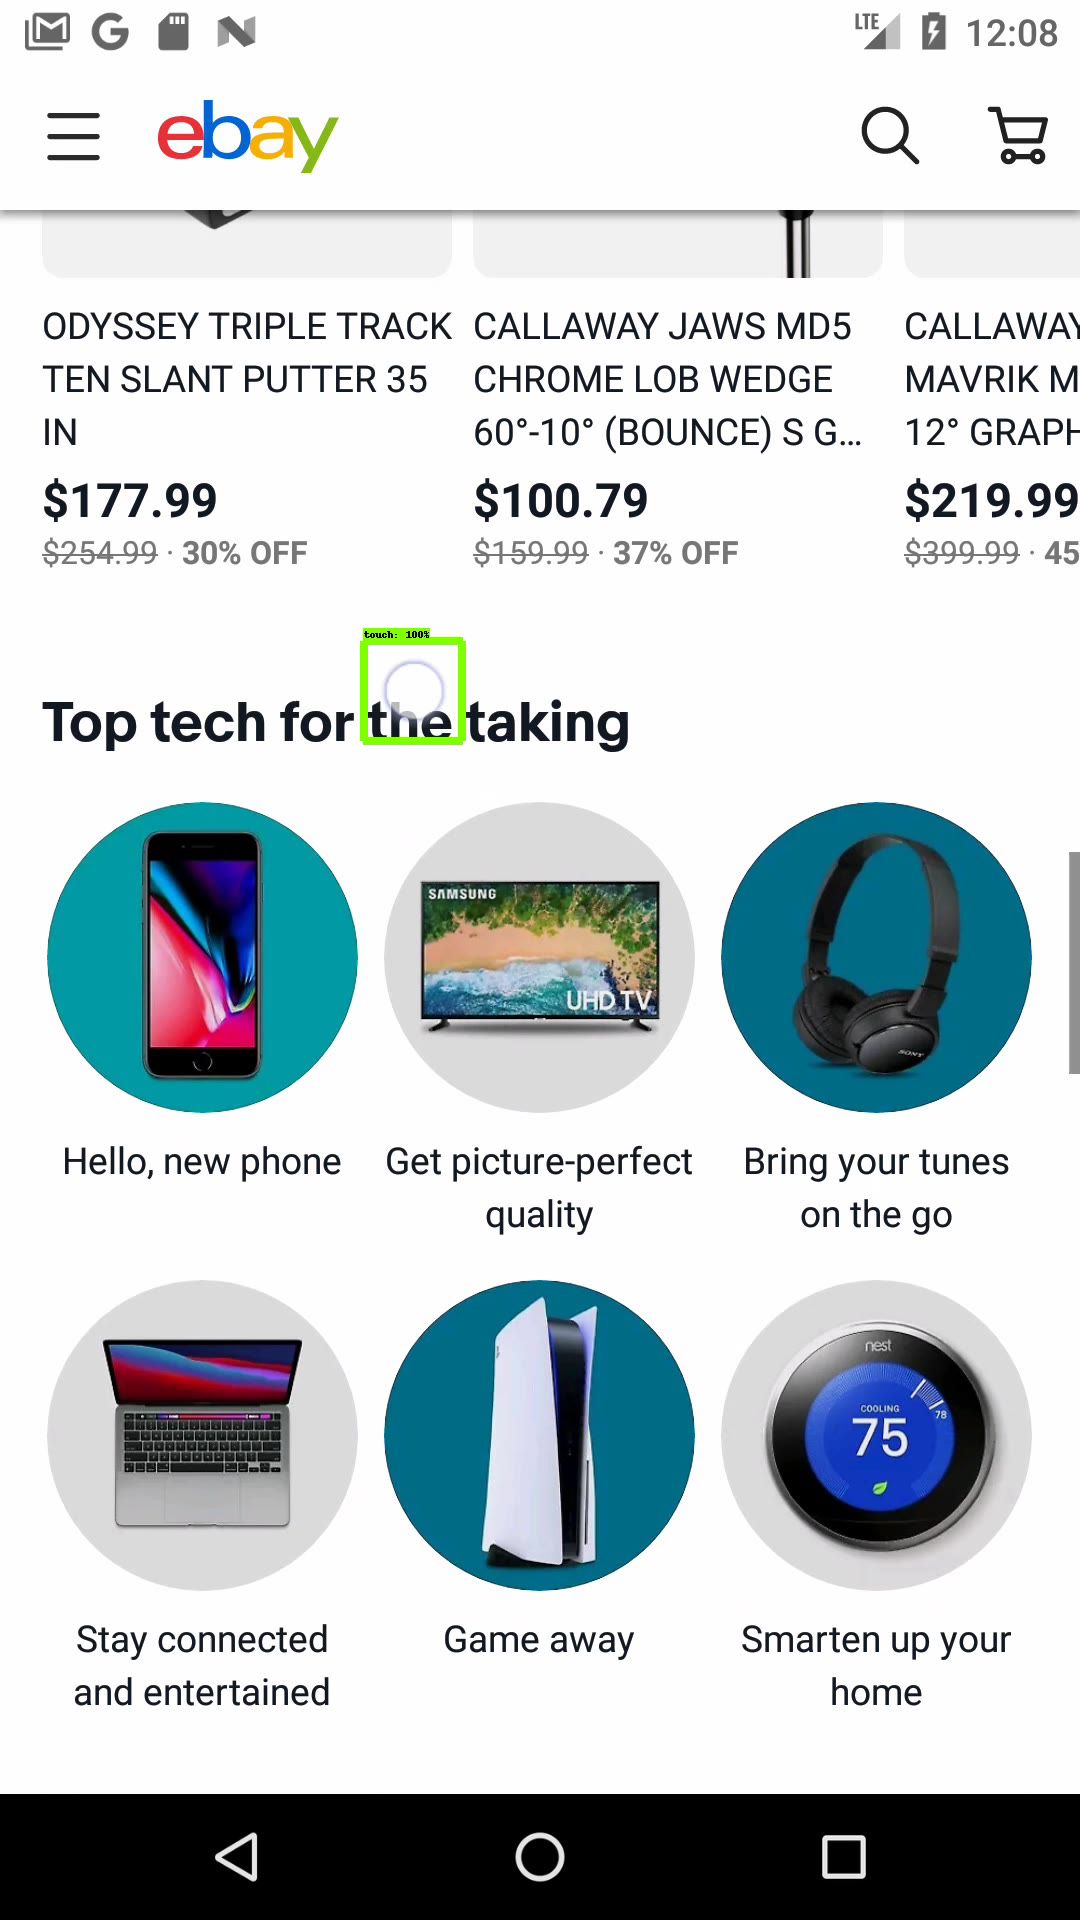 LTE 12:08
ebay
ODYSSEY TRIPLE TRACK
TEN SLANT PUTTER 35
IN
$177.99
$254.99 · 30% OFF
CALLAWAY JAWS MD5
CHROME LOB WEDGE
60°-10° (BOUNCE) S G...
$100.79
$159.99 · 37% OFF
CALLAWAY
MAVRIK M
12° GRAPH
$219.99
$399.99 · 45
touch: 100%
Top tech for the taking
SAMSUNG
UHD TV
SONY
Hello, new phone
Get picture-perfect
quality
Bring your tunes
on the go
nest
COOLING
75
78
Stay connected
and entertained
Game away
Smarten up your
home